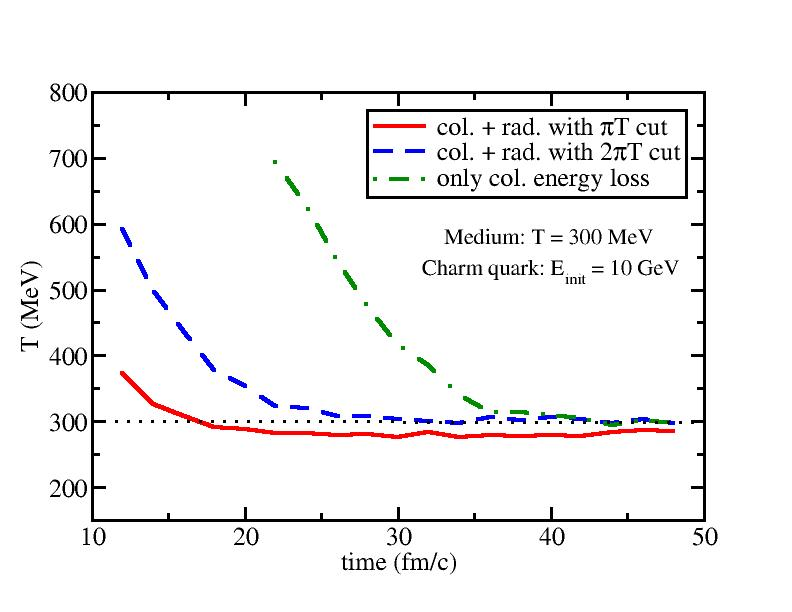 800
700
600
500
400
300
200
T (MeV)
col. + rad. with πT cut
col. + rad. with 2πT cut
only col. energy loss
Medium: T = 300 MeV
Charm quark: E_init = 10 GeV
10 20 30 40 50
time (fm/c)